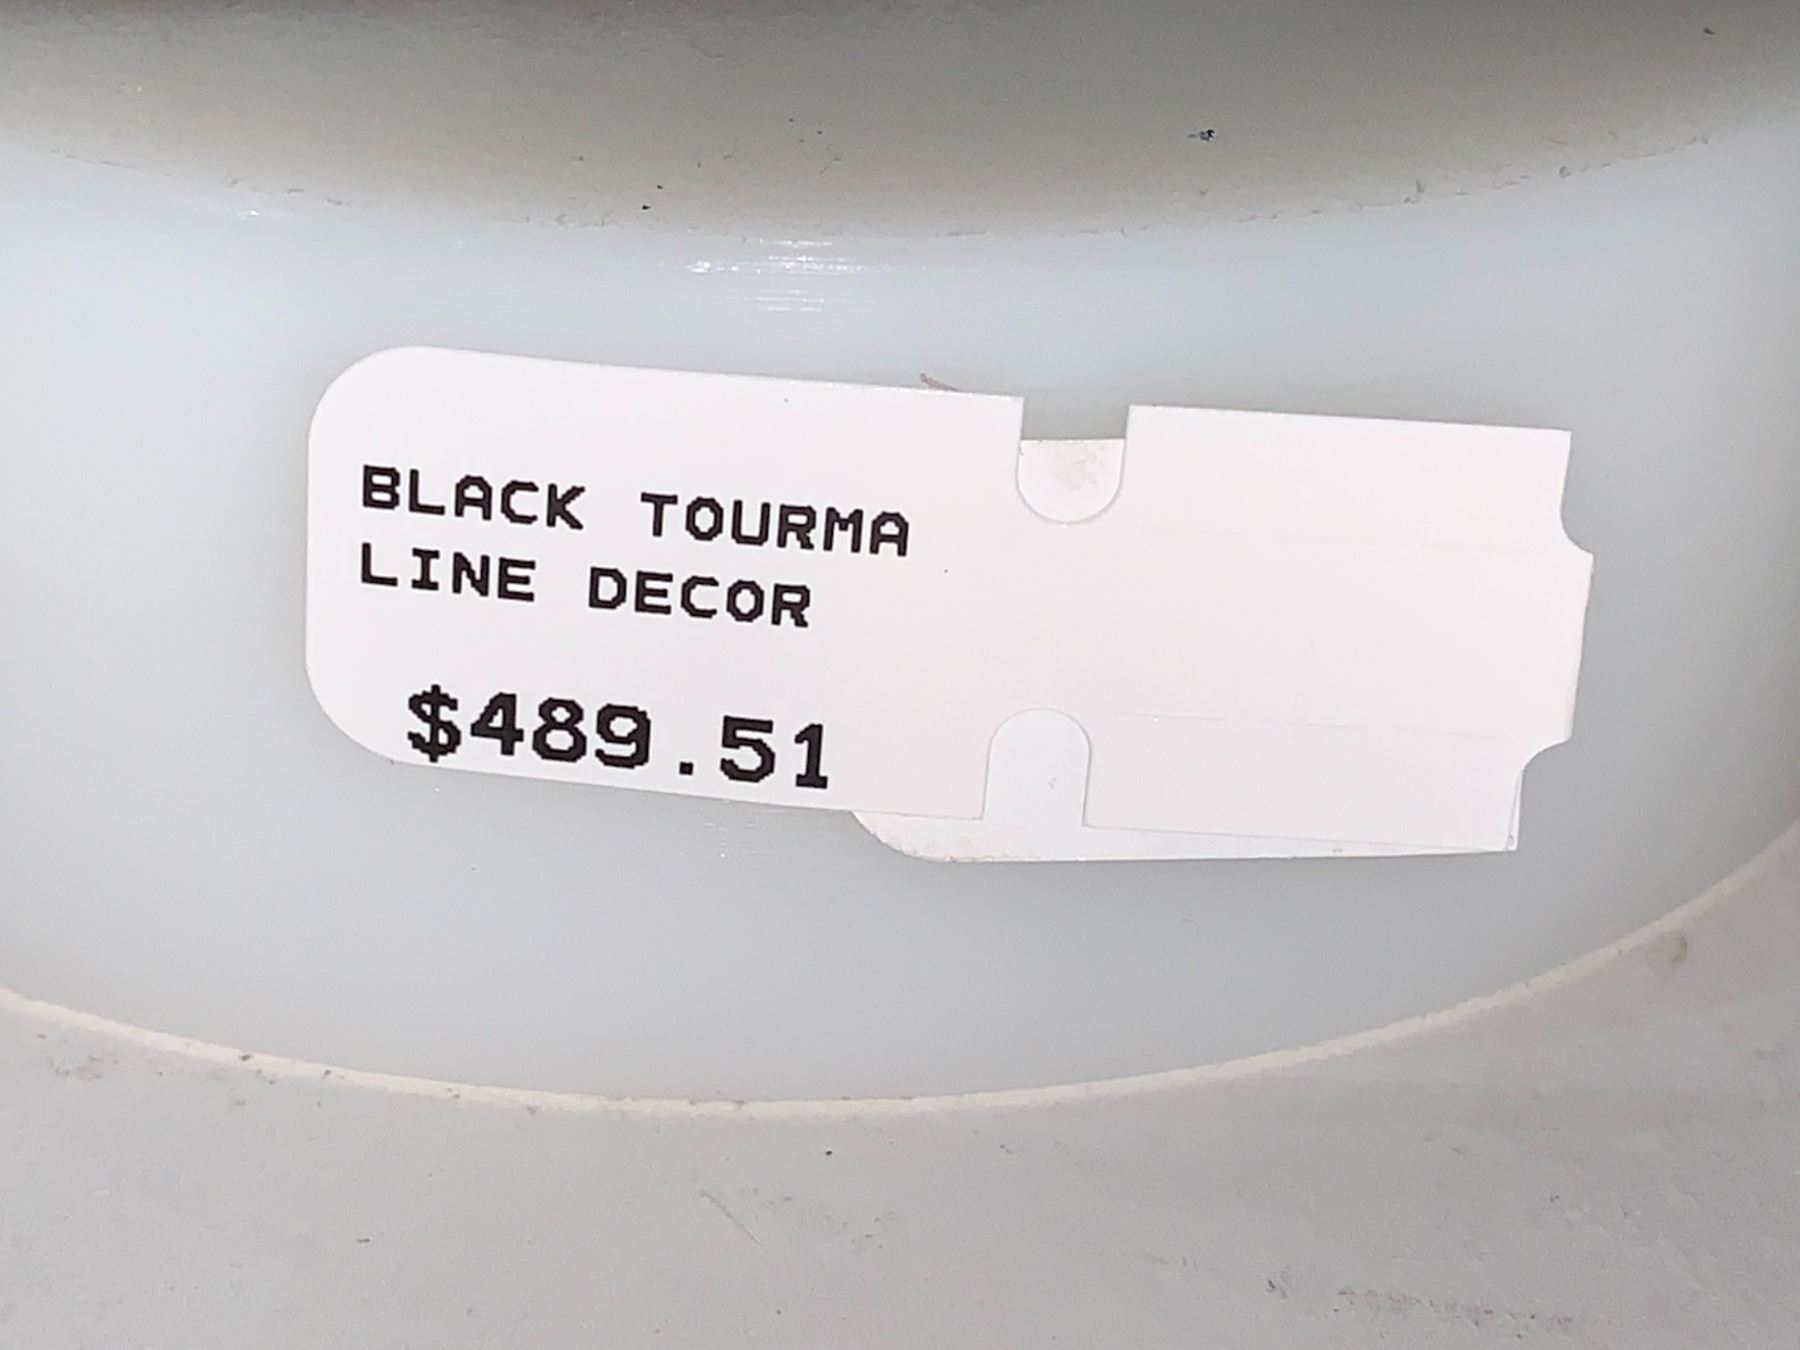 BLACK TOURMA
LINE DECOR
$489.51